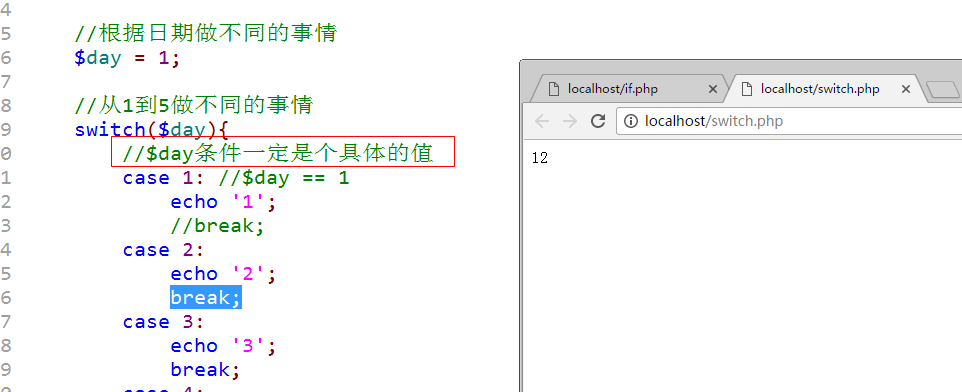 4
5 //根据日期做不同的事情
6 $day = 1;
7
8 //从1到5做不同的事情
9 switch($day){
0 //$day条件一定是个具体的值
1 case 1: //$day == 1
2 echo '1';
3 //break;
4 case 2:
5 echo '2';
6 break;
7 case 3:
8 echo '3';
9 break;
0 case 4:
localhost/if.php
localhost/switch.php
localhost/switch.php
12